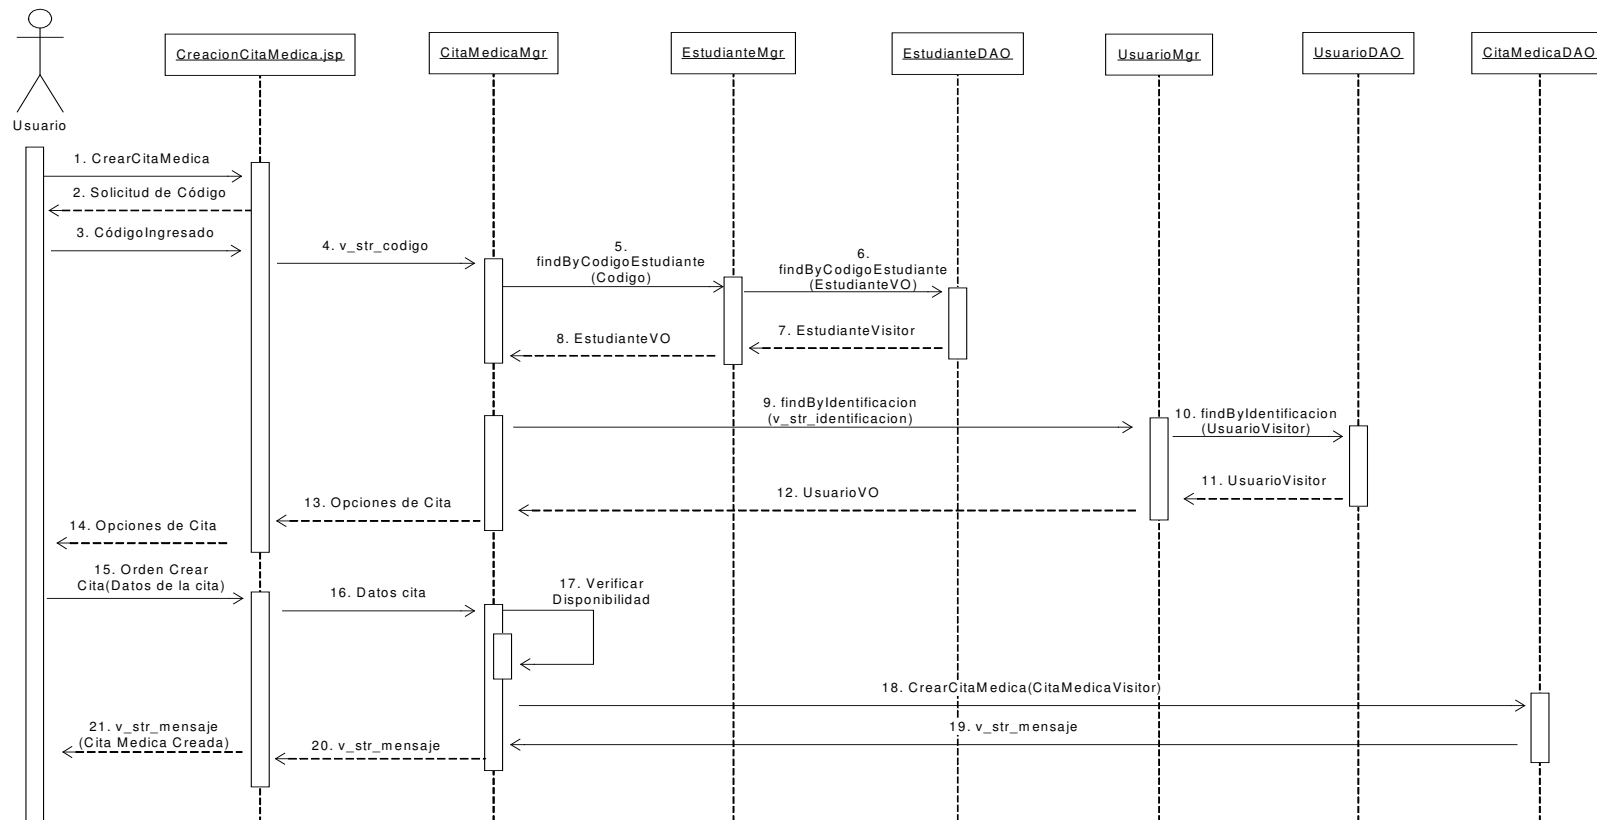 CreacionCitaMedica.jsp
CitaMedicaMgr
EstudianteMgr
EstudianteDAO
UsuarioMgr
UsuarioDAO
CitaMedicaDAO
Usuario
1. CrearCitaMedica
2. Solicitud de Código
3. CódigoIngresado
4. v_str_codigo
5.
findByCodigoEstudiante
(Codigo)
6.
findByCodigoEstudiante
(EstudianteVO)
7. EstudianteVisitor
8. EstudianteVO
9. findByIdentificacion
(v_str_identificacion)
10. findByIdentificacion
(UsuarioVisitor)
11. UsuarioVisitor
12. UsuarioVO
13. Opciones de Cita
14. Opciones de Cita
15. Orden Crear
Cita(Datos de la cita)
16. Datos cita
17. Verificar
Disponibilidad
18. CrearCitaMedica(CitaMedicaVisitor)
19. v_str_mensaje
20. v_str_mensaje
21. v_str_mensaje
(Cita Medica Creada)